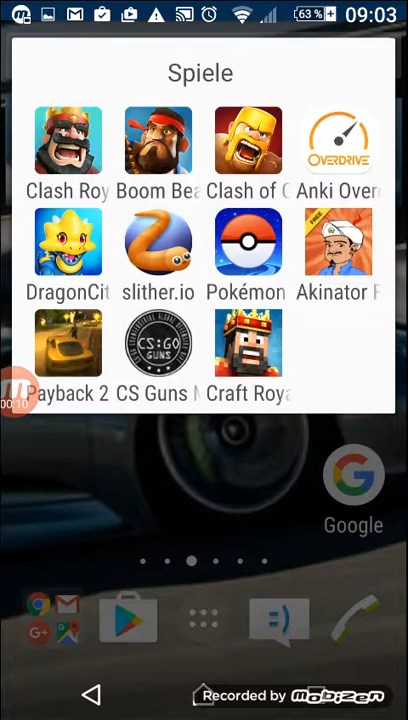 63 % 09:03
Spiele
Clash Roy
Boom Bea
Clash of C
Anki Over
OVERDRIVE
DragonCit
slither.io
Pokémon
Akinator F
FREE
Payback 2
CS Guns M
Craft Roya
CS:GO
GUNS
00:10
Google
G+
Recorded by mobizen